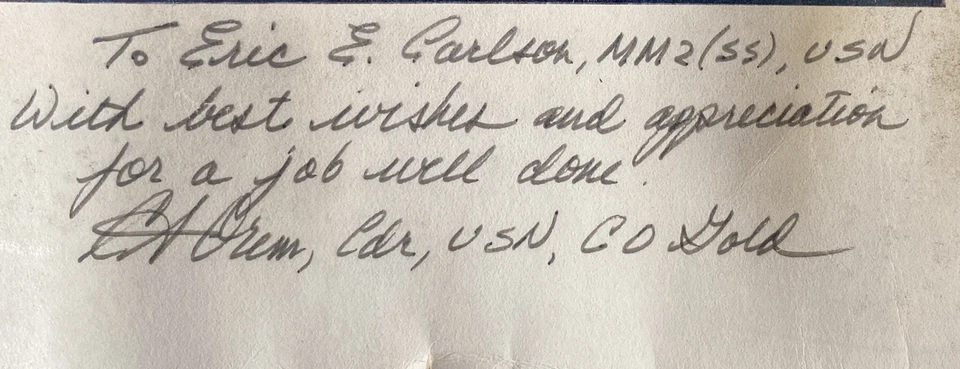 To Eric E. Carlson, MM2(SS), USN
With best wishes and appreciation
for a job well done.
CA Orem, Cdr, USN, CO Gold